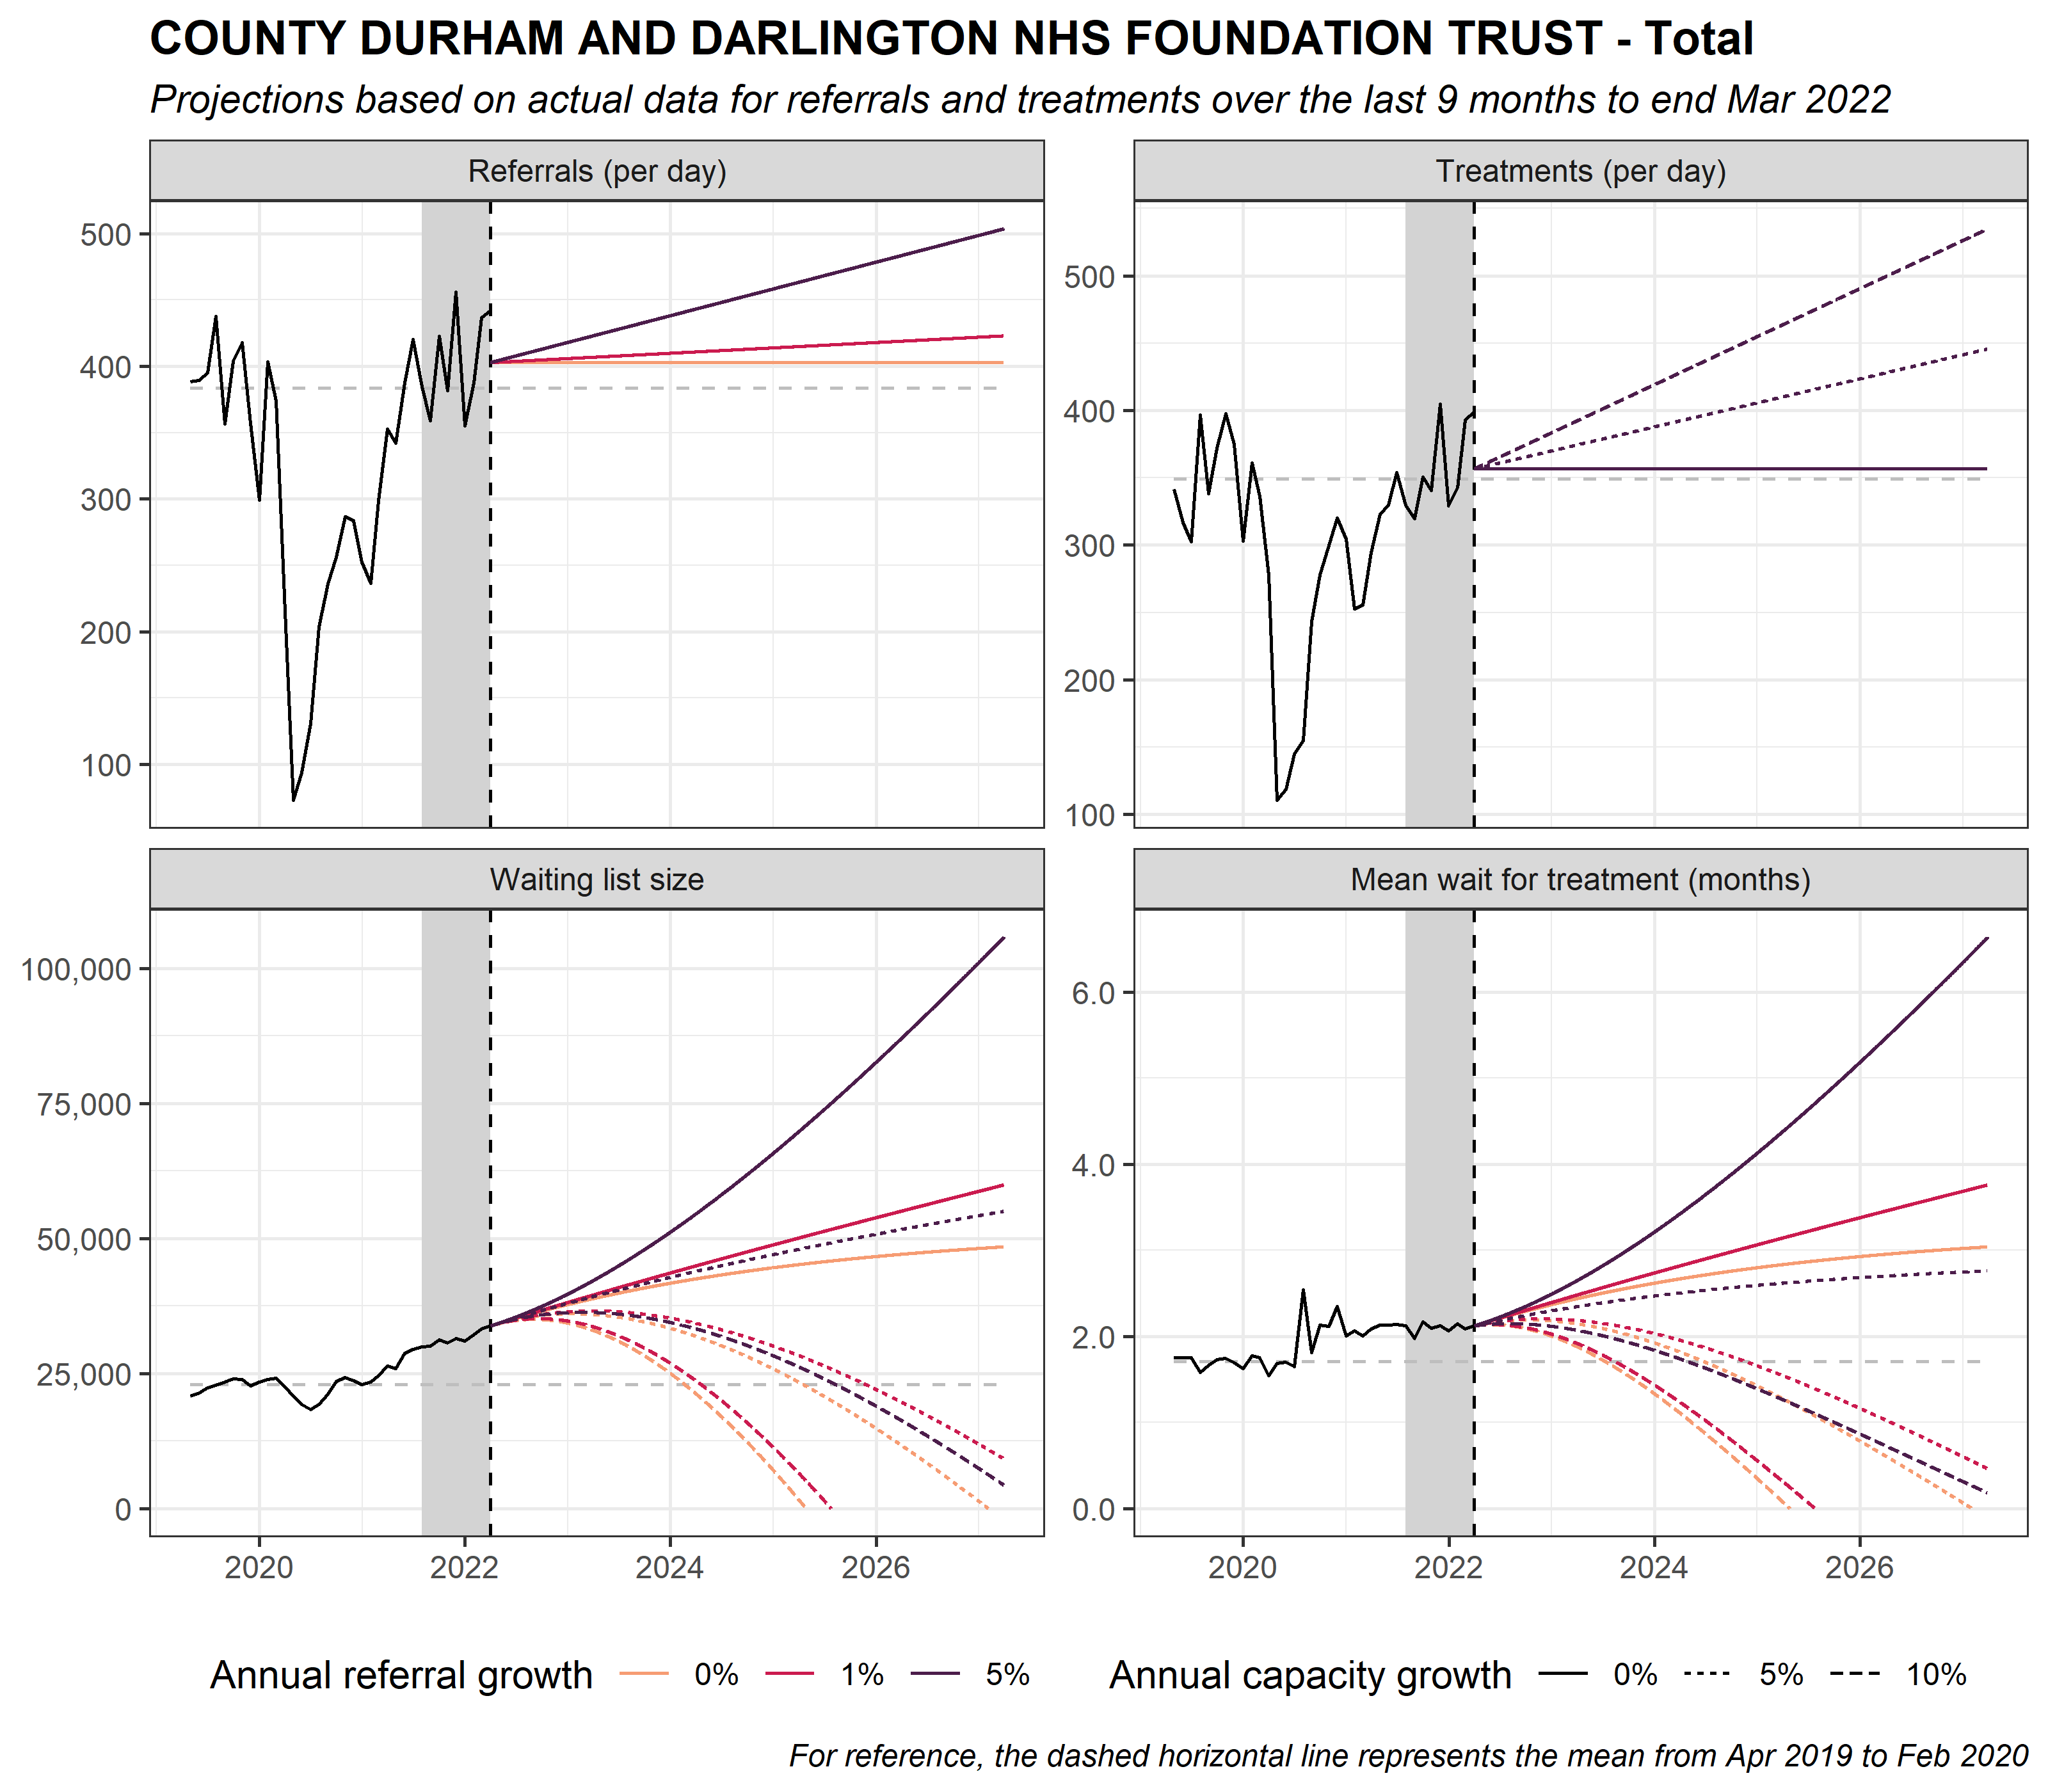 COUNTY DURHAM AND DARLINGTON NHS FOUNDATION TRUST - Total
Projections based on actual data for referrals and treatments over the last 9 months to end Mar 2022
Referrals (per day)
500
400
300
200
100
Treatments (per day)
500
400
300
200
100
Waiting list size
100,000
75,000
50,000
25,000
0
2020 2022 2024 2026
Mean wait for treatment (months)
6.0
4.0
2.0
0.0
2020 2022 2024 2026
Annual referral growth 0% 1% 5%
Annual capacity growth 0% 5% 10%
For reference, the dashed horizontal line represents the mean from Apr 2019 to Feb 2020